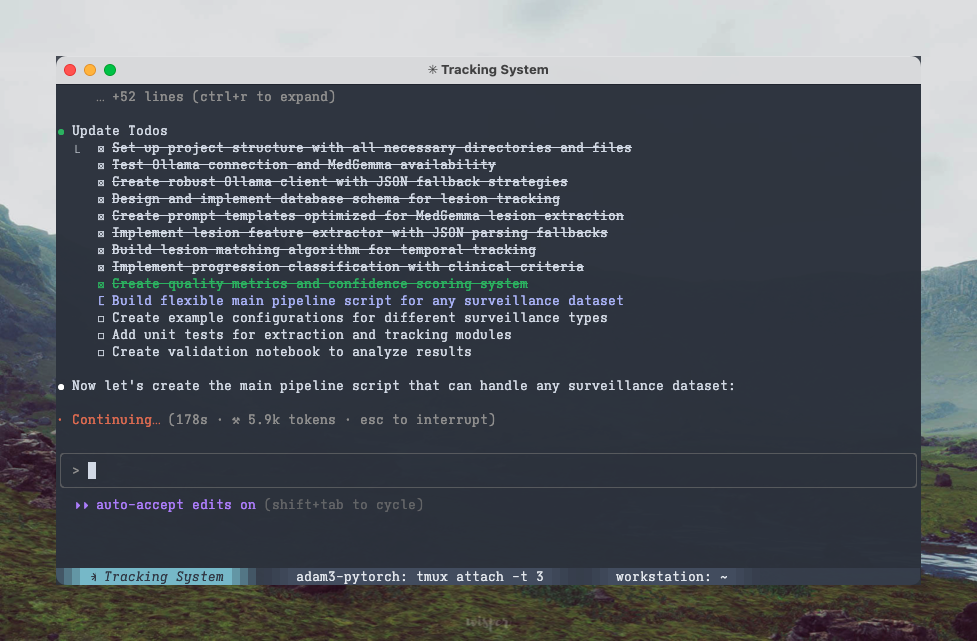 ✳ Tracking System
… +52 lines (ctrl+r to expand)
● Update Todos
└ ☒ Set up project structure with all necessary directories and files
☒ Test Ollama connection and MedGemma availability
☒ Create robust Ollama client with JSON fallback strategies
☒ Design and implement database schema for lesion tracking
☒ Create prompt templates optimized for MedGemma lesion extraction
☒ Implement lesion feature extractor with JSON parsing fallbacks
☒ Build lesion matching algorithm for temporal tracking
☒ Implement progression classification with clinical criteria
☒ Create quality metrics and confidence scoring system
☐ Build flexible main pipeline script for any surveillance dataset
☐ Create example configurations for different surveillance types
☐ Add unit tests for extraction and tracking modules
☐ Create validation notebook to analyze results
● Now let's create the main pipeline script that can handle any surveillance dataset:
· Continuing… (178s · ⚒ 5.9k tokens · esc to interrupt)
>
⏵⏵ auto-accept edits on (shift+tab to cycle)
✳ Tracking System adam3-pytorch: tmux attach -t 3 workstation: ~